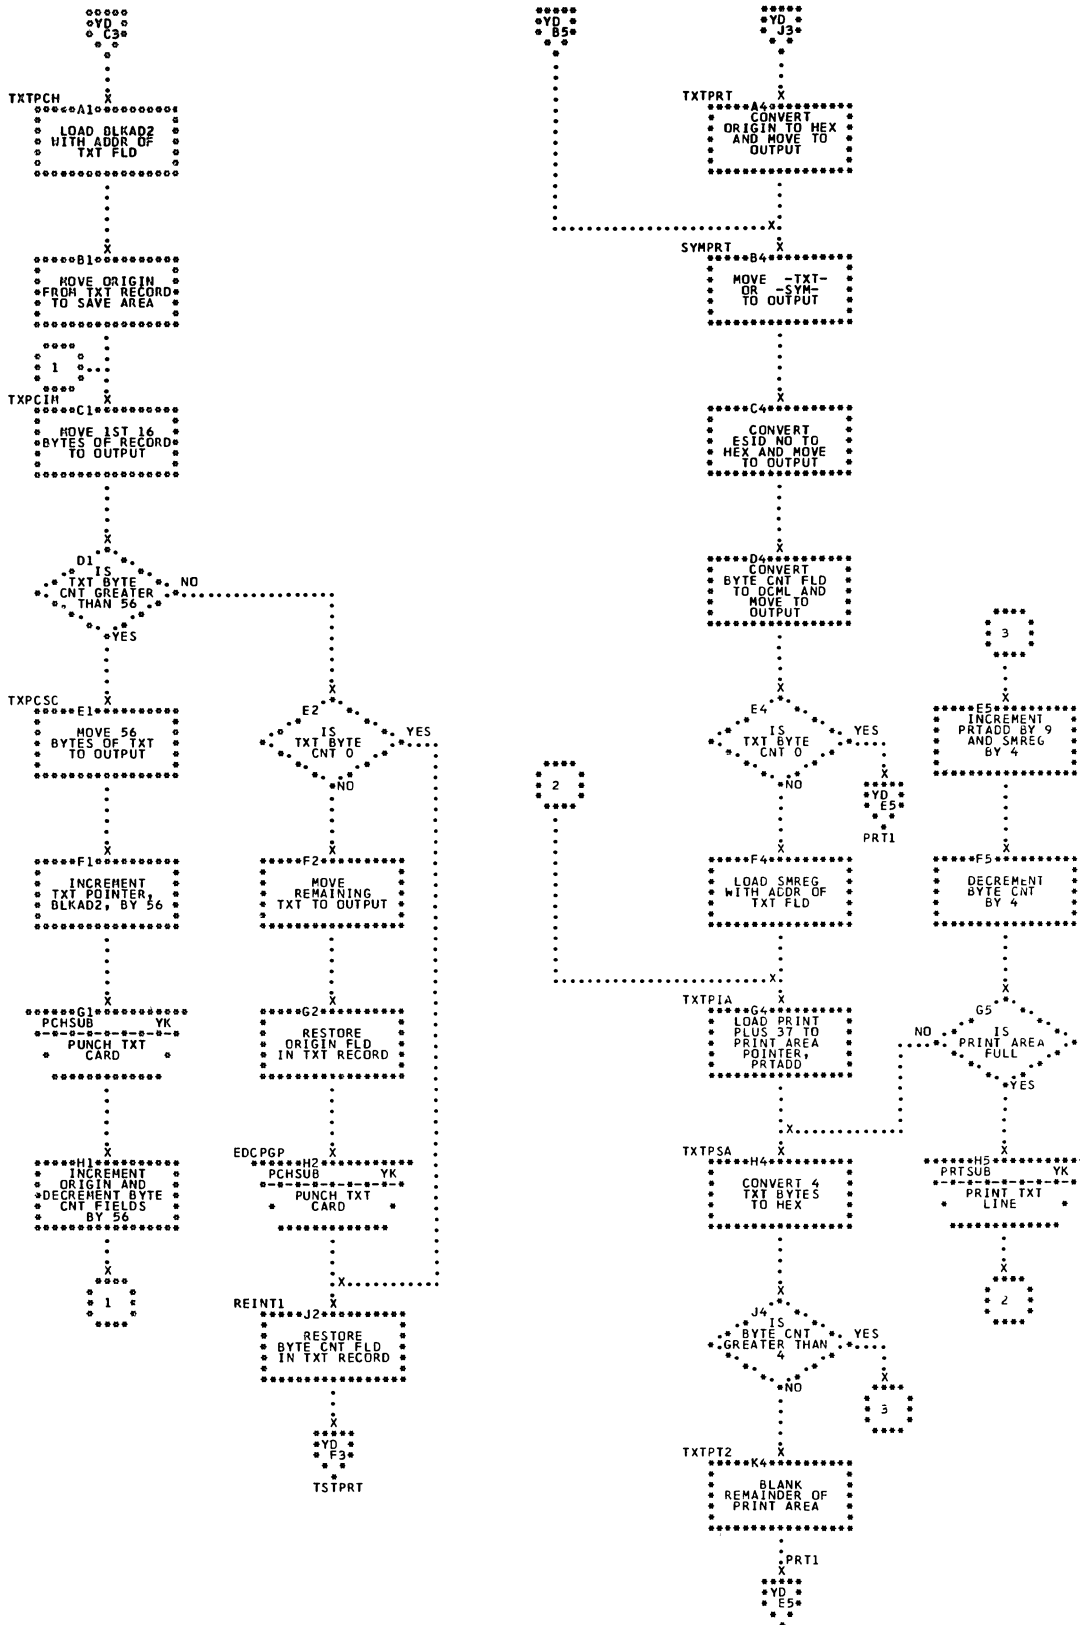 YD
C3
TXTPCH
A1
LOAD BLKAD2
WITH ADDR OF
TXT FLD
B1
MOVE ORIGIN
FROM TXT RECORD
TO SAVE AREA
1
TXPCIM
C1
MOVE 1ST 16
BYTES OF RECORD
TO OUTPUT
D1
IS
TXT BYTE
CNT GREATER
THAN 56
NO
YES
TXPCSC
E1
MOVE 56
BYTES OF TXT
TO OUTPUT
F1
INCREMENT
TXT POINTER,
BLKAD2, BY 56
G1
PCHSUB YK
PUNCH TXT
CARD
H1
INCREMENT
ORIGIN AND
DECREMENT BYTE
CNT FIELDS
BY 56
1
E2
IS
TXT BYTE
CNT 0
YES
NO
F2
MOVE
REMAINING
TXT TO OUTPUT
G2
RESTORE
ORIGIN FLD
IN TXT RECORD
EDCPGP
H2
PCHSUB YK
PUNCH TXT
CARD
REINT1
J2
RESTORE
BYTE CNT FLD
IN TXT RECORD
YD
F3
TSTPRT
YD
B5
YD
J3
TXTPRT
A4
CONVERT
ORIGIN TO HEX
AND MOVE TO
OUTPUT
SYMPRT
B4
MOVE -TXT-
OR -SYM-
TO OUTPUT
C4
CONVERT
ESID NO TO
HEX AND MOVE
TO OUTPUT
D4
CONVERT
BYTE CNT FLD
TO DCML AND
MOVE TO
OUTPUT
E4
IS
TXT BYTE
CNT 0
YES
NO
YD
E5
PRT1
2
F4
LOAD SMREG
WITH ADDR OF
TXT FLD
TXTPIA
G4
LOAD PRINT
PLUS 37 TO
PRINT AREA
POINTER,
PRTADD
TXTPSA
H4
CONVERT 4
TXT BYTES
TO HEX
J4
IS
BYTE CNT
GREATER THAN
4
YES
NO
3
TXTPT2
K4
BLANK
REMAINDER OF
PRINT AREA
PRT1
YD
E5
3
E5
INCREMENT
PRTADD BY 9
AND SMREG
BY 4
F5
DECREMENT
BYTE CNT
BY 4
G5
IS
PRINT AREA
FULL
NO
YES
H5
PRTSUB YK
PRINT TXT
LINE
2